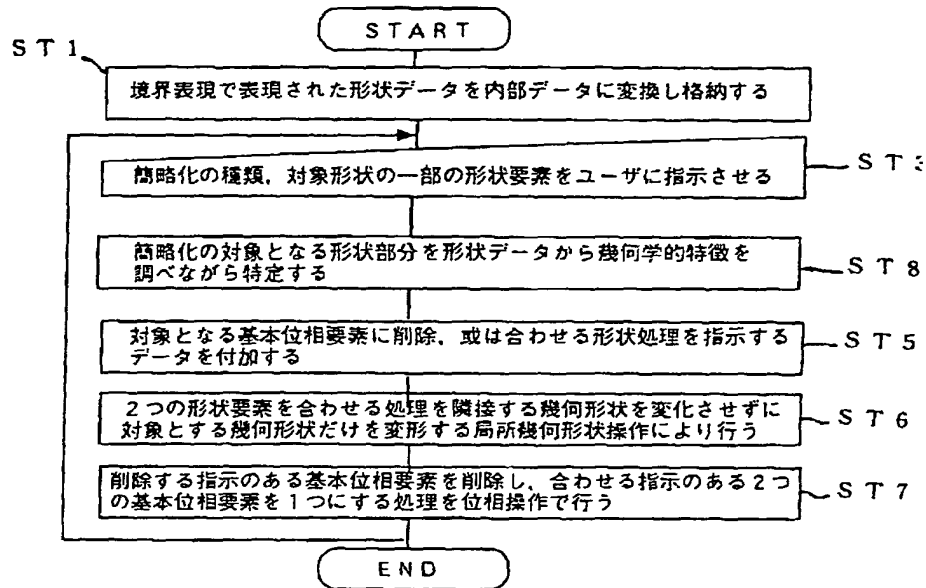 START
ST1
境界表現で表現された形状データを内部データに変換し格納する
簡略化の種類，対象形状の一部の形状要素をユーザに指示させる
ST3
簡略化の対象となる形状部分を形状データから幾何学的特徴を
調べながら特定する
ST8
対象となる基本位相要素に削除，或は合わせる形状処理を指示する
データを付加する
ST5
2つの形状要素を合わせる処理を隣接する幾何形状を変化させずに
対象とする幾何形状だけを変形する局所幾何形状操作により行う
ST6
削除する指示のある基本位相要素を削除し，合わせる指示のある2つ
の基本位相要素を1つにする処理を位相操作で行う
ST7
END